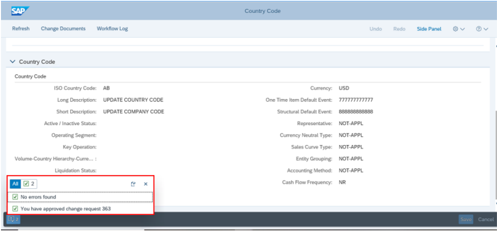 SAP
Country Code
Refresh Change Documents Workflow Log
Undo Redo Side Panel
Country Code
Country Code
ISO Country Code: AB
Currency: USD
Long Description: UPDATE COUNTRY CODE
One Time Item Default Event: 777777777777
Short Description: UPDATE COMPANY CODE
Structural Default Event: 888888888888
Active / Inactive Status:
Representative: NOT-APPL
Operating Segment:
Currency Neutral Type: NOT-APPL
Key Operation:
Sales Curve Type: NOT-APPL
Volume-Country Hierarchy-Curre... :
Entity Grouping: NOT-APPL
Liquidation Status:
Accounting Method: NOT-APPL
Cash Flow Frequency: NR
All 2
No errors found
You have approved change request 363
Save Cancel